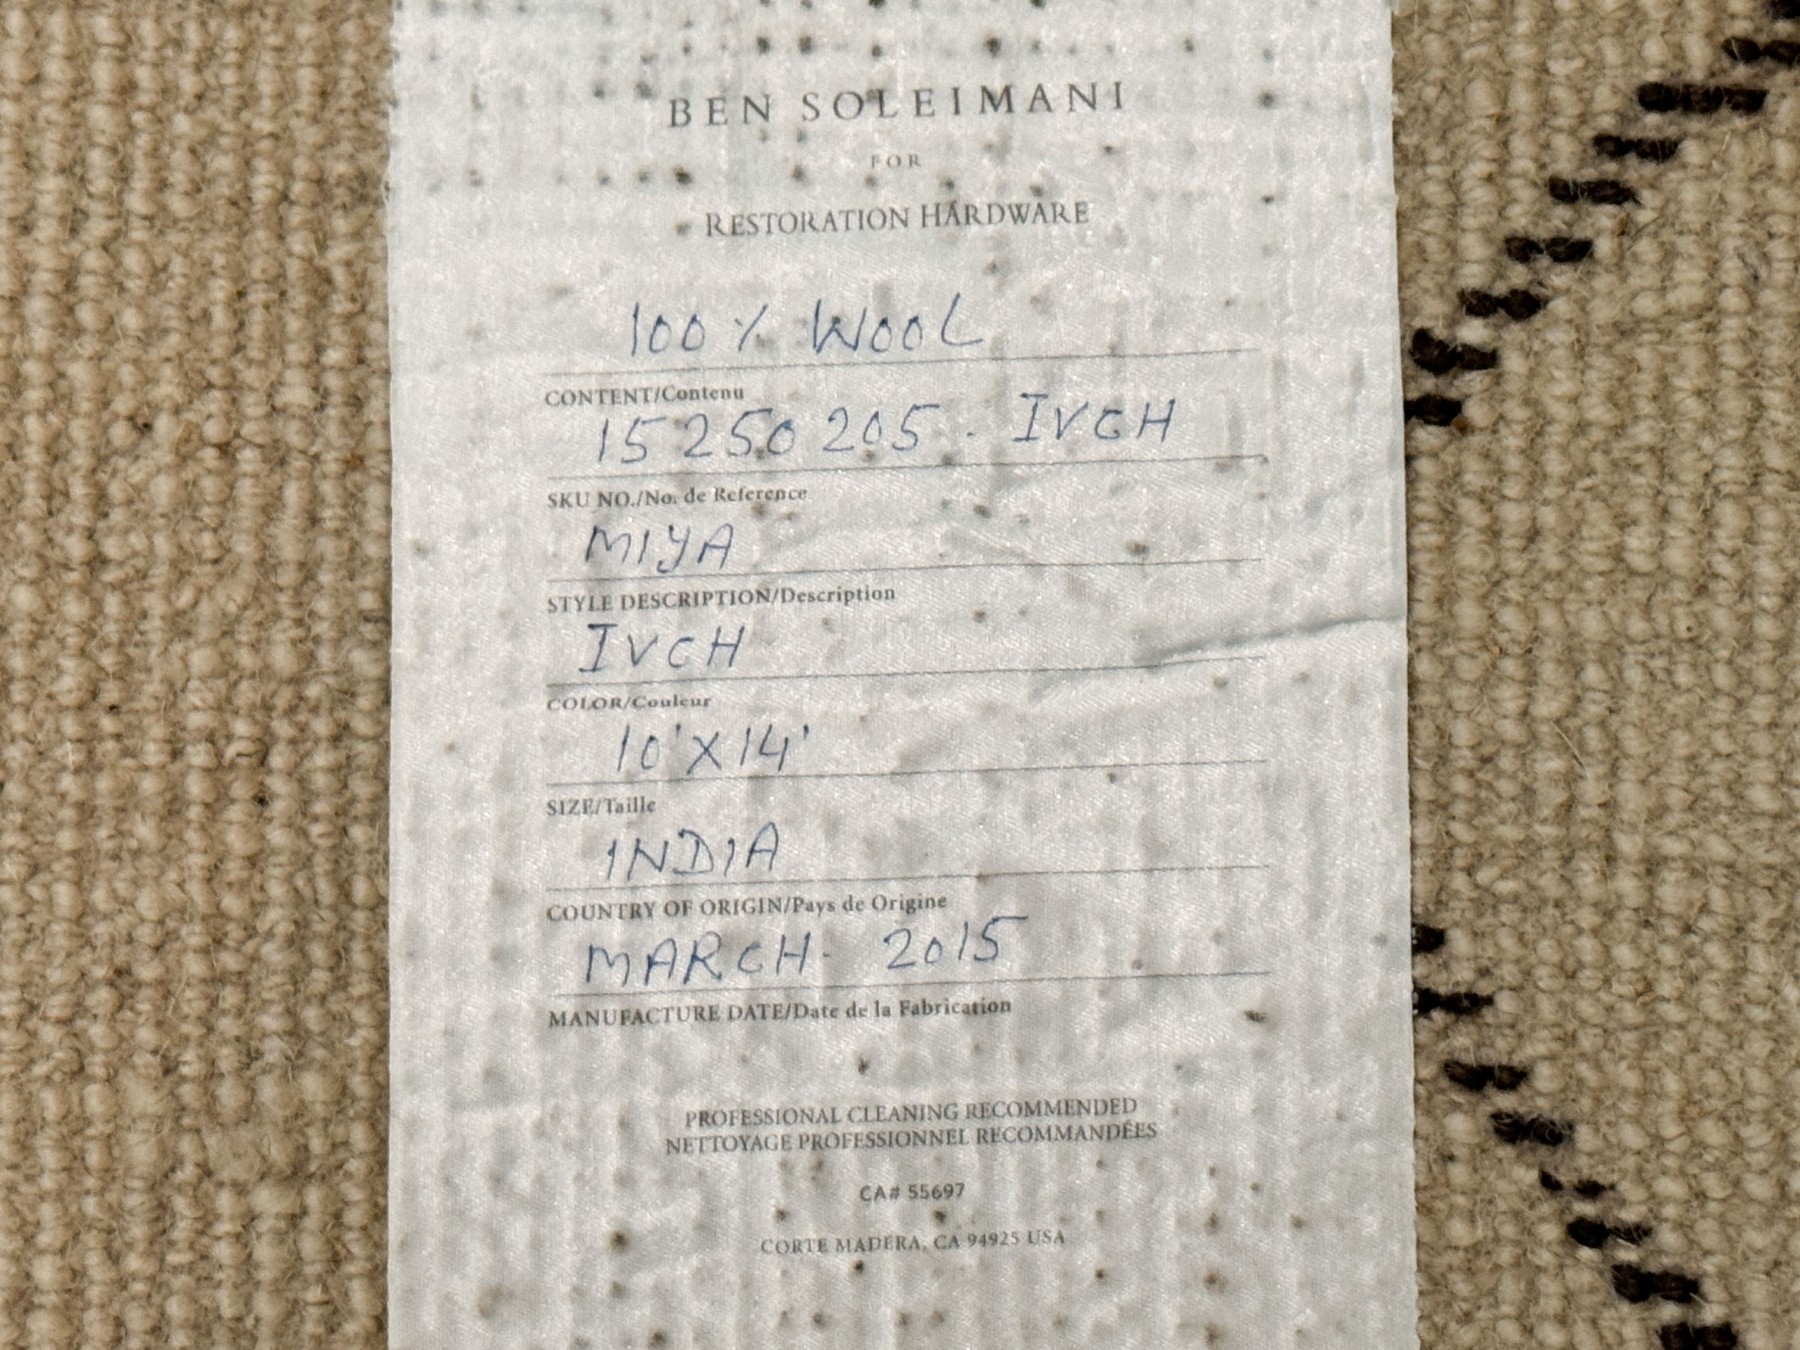 BEN SOLEIMANI
FOR
RESTORATION HARDWARE
100% WOOL
CONTENT/Contenu
15250205 - IVCH
SKU NO./No. de Reference
MIYA
STYLE DESCRIPTION/Description
IVCH
COLOR/Couleur
10'X14'
SIZE/Taille
INDIA
COUNTRY OF ORIGIN/Pays de Origine
MARCH- 2015
MANUFACTURE DATE/Date de la Fabrication
PROFESSIONAL CLEANING RECOMMENDED
NETTOYAGE PROFESSIONNEL RECOMMANDÉES
CA# 55697
CORTE MADERA, CA 94925 USA